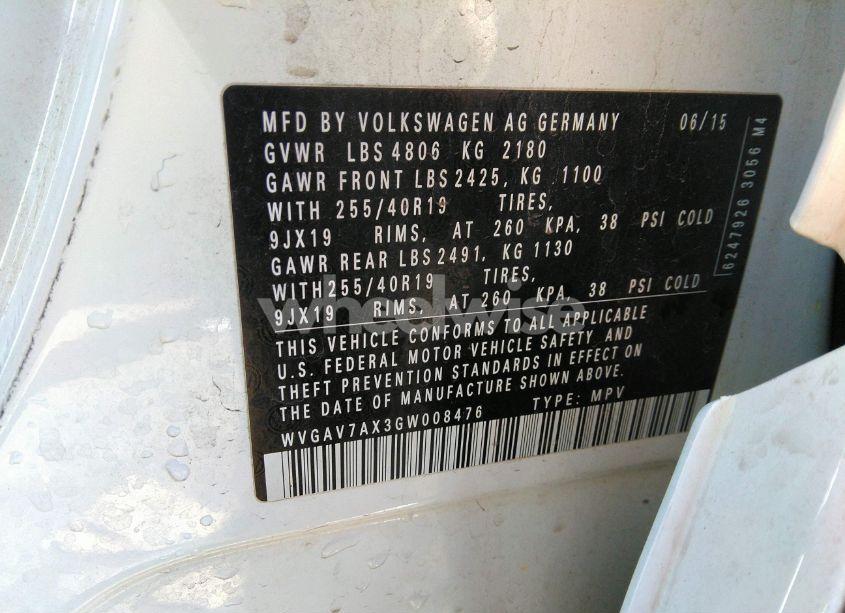 MFD BY VOLKSWAGEN AG GERMANY 06/15
GVWR LBS 4806 KG 2180
GAWR FRONT LBS 2425, KG 1100
WITH 255/40R19 TIRES,
9JX19 RIMS, AT 260 KPA, 38 PSI COLD
GAWR REAR LBS 2491, KG 1130
WITH 255/40R19 TIRES,
9JX19 RIMS, AT 260 KPA, 38 PSI COLD
THIS VEHICLE CONFORMS TO ALL APPLICABLE
U.S. FEDERAL MOTOR VEHICLE SAFETY AND
THEFT PREVENTION STANDARDS IN EFFECT ON
THE DATE OF MANUFACTURE SHOWN ABOVE.
WVGAV7AX3GW008476 TYPE: MPV
6247926 3056 M4
wheelwise